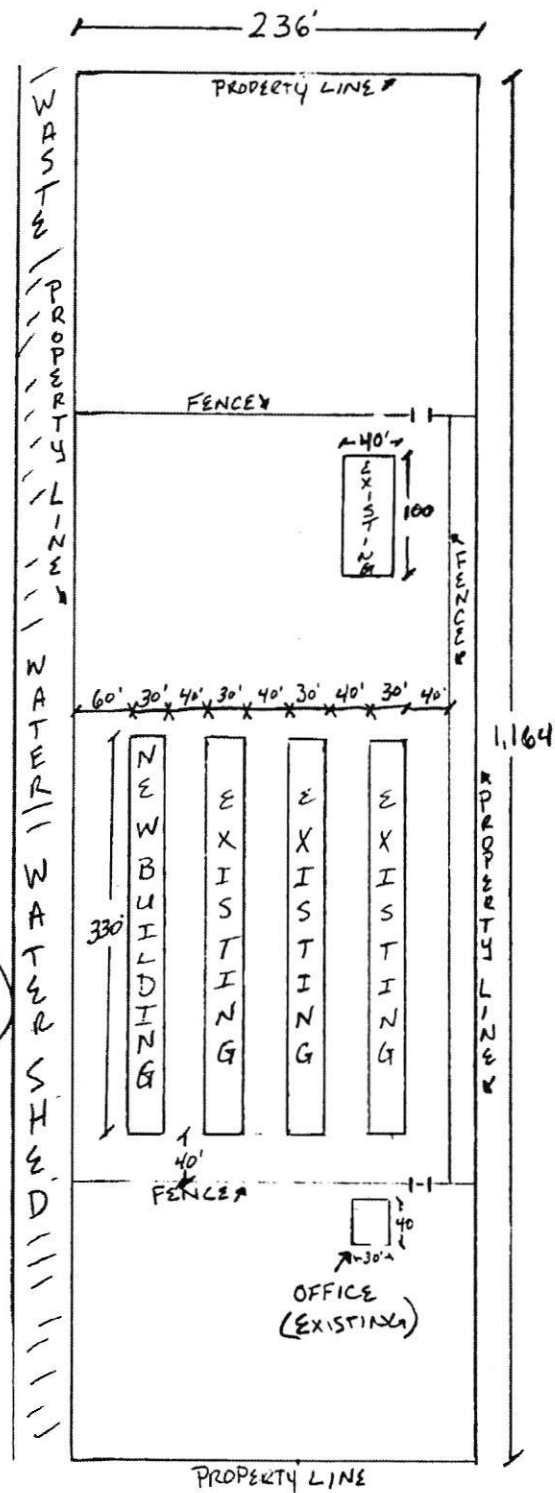 236'
PROPERTY LINE
WASTE WATER WATER SHED
PROPERTY LINE
FENCE
40'
EXISTING
100
FENCE
60' 30' 40' 30' 40' 30' 40' 30' 40'
1,164
PROPERTY LINE
330'
NEW BUILDING
EXISTING
EXISTING
EXISTING
40'
FENCE
40
30'
OFFICE
(EXISTING)
PROPERTY LINE